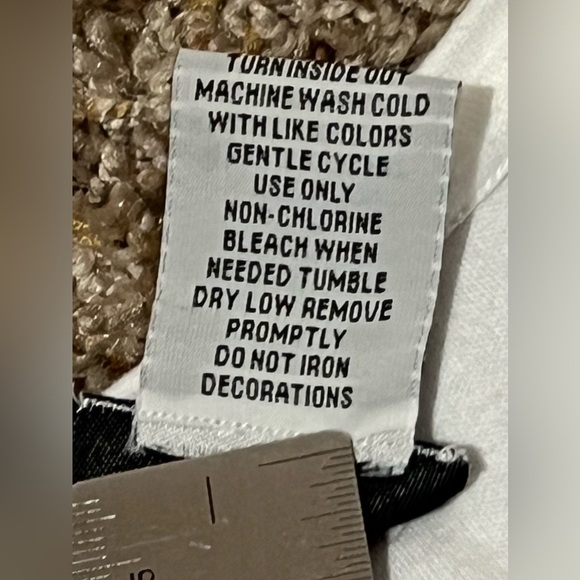 TURN INSIDE OUT
MACHINE WASH COLD
WITH LIKE COLORS
GENTLE CYCLE
USE ONLY
NON-CHLORINE
BLEACH WHEN
NEEDED TUMBLE
DRY LOW REMOVE
PROMPTLY
DO NOT IRON
DECORATIONS